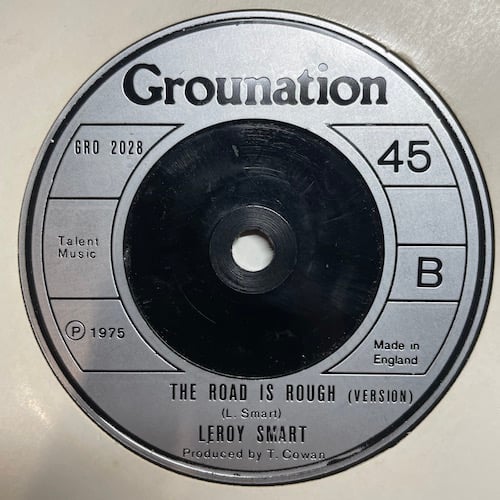 Grounation
GRO 2028
45
Talent
Music
B
Ⓟ 1975
Made in
England
THE ROAD IS ROUGH (VERSION)
(L. Smart)
LEROY SMART
Produced by T. Cowan